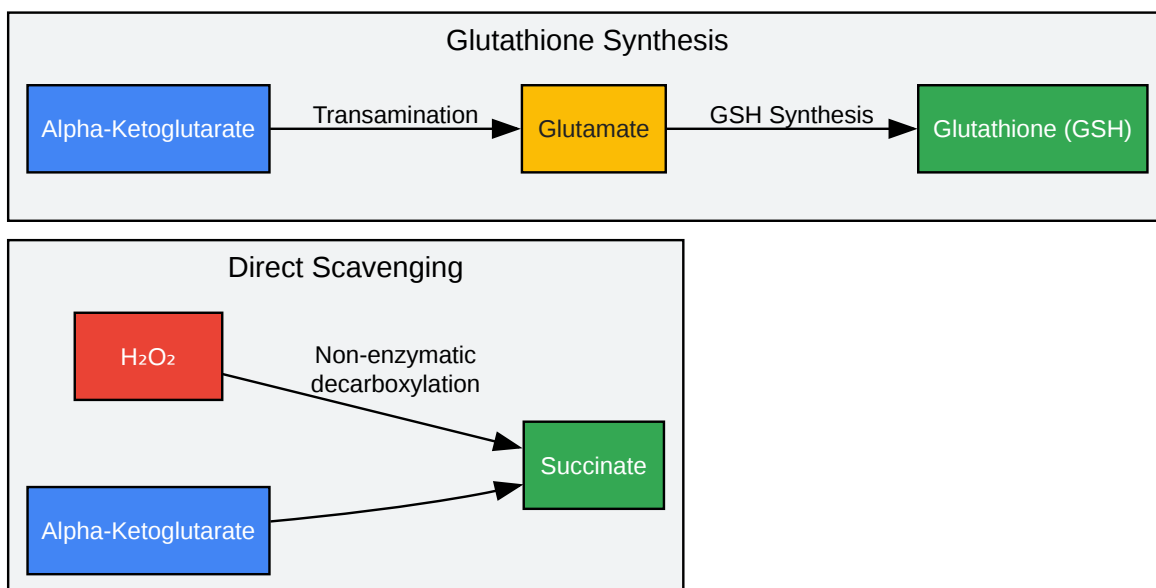 Glutathione Synthesis
Alpha-Ketoglutarate
Transamination
Glutamate
GSH Synthesis
Glutathione (GSH)
Direct Scavenging
H₂O₂
Non-enzymatic
decarboxylation
Succinate
Alpha-Ketoglutarate